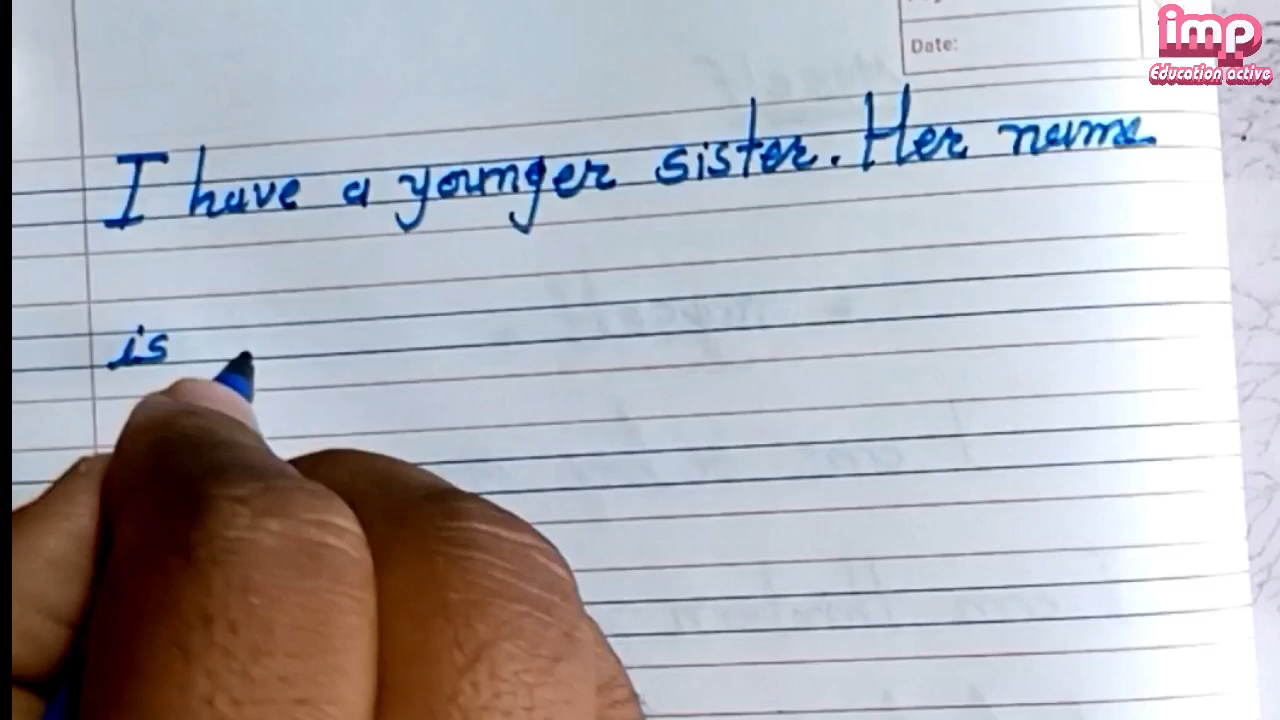 imp
Education active
Date:
I have a younger sister. Her name
is